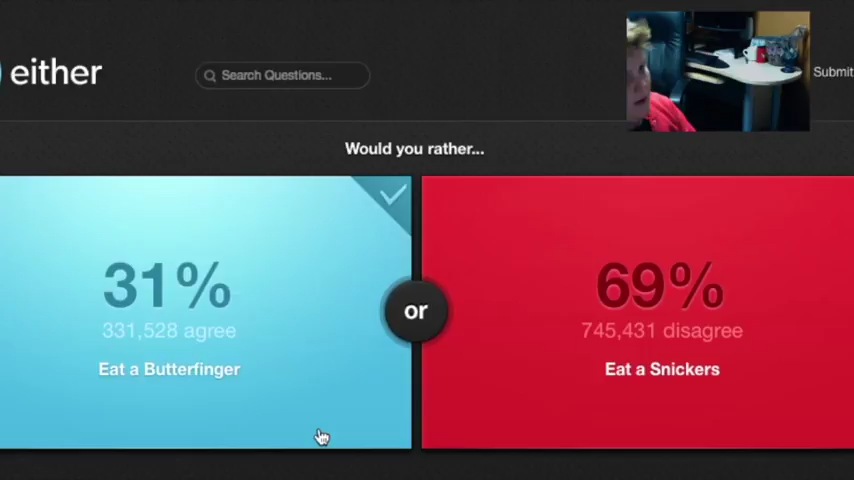 either
Search Questions...
Submit
Would you rather...
31%
331,528 agree
Eat a Butterfinger
or
69%
745,431 disagree
Eat a Snickers